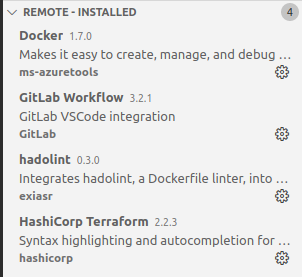 REMOTE - INSTALLED 4
Docker 1.7.0
Makes it easy to create, manage, and debug ...
ms-azuretools
GitLab Workflow 3.2.1
GitLab VSCode integration
GitLab
hadolint 0.3.0
Integrates hadolint, a Dockerfile linter, into ...
exiasr
HashiCorp Terraform 2.2.3
Syntax highlighting and autocompletion for ...
hashicorp